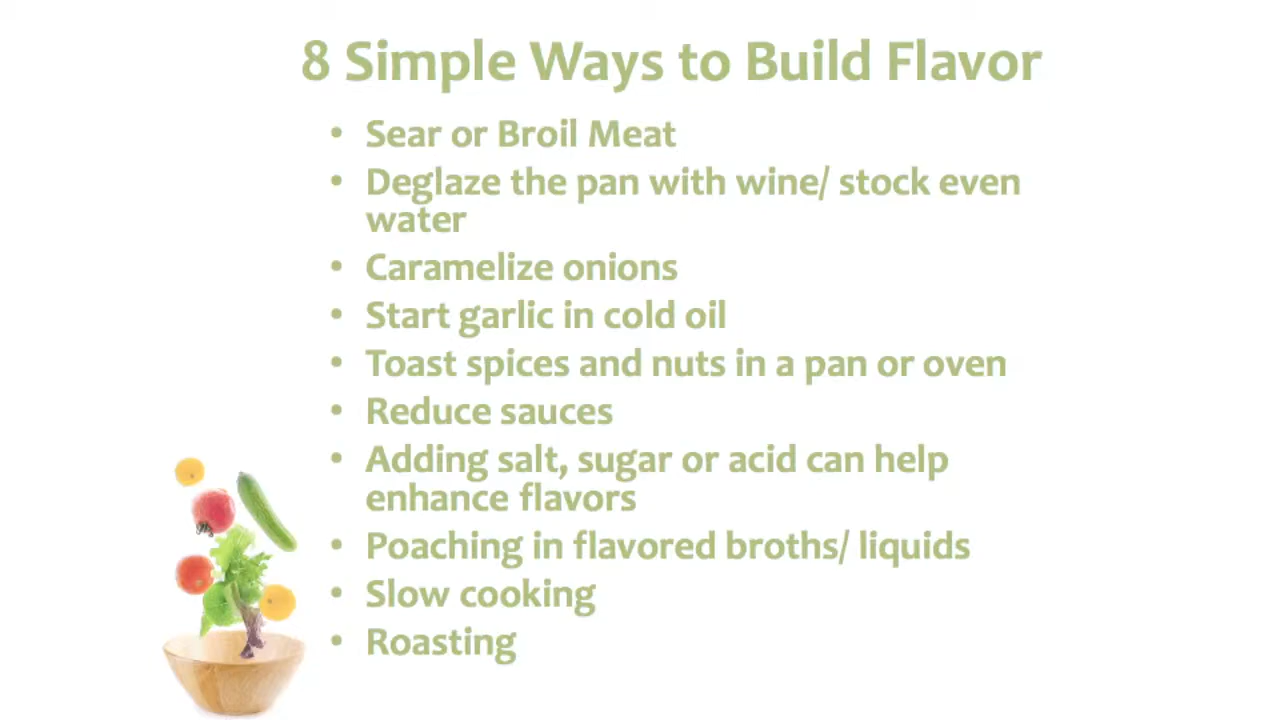 8 Simple Ways to Build Flavor
• Sear or Broil Meat
• Deglaze the pan with wine/ stock even
water
• Caramelize onions
• Start garlic in cold oil
• Toast spices and nuts in a pan or oven
• Reduce sauces
• Adding salt, sugar or acid can help
enhance flavors
• Poaching in flavored broths/ liquids
• Slow cooking
• Roasting